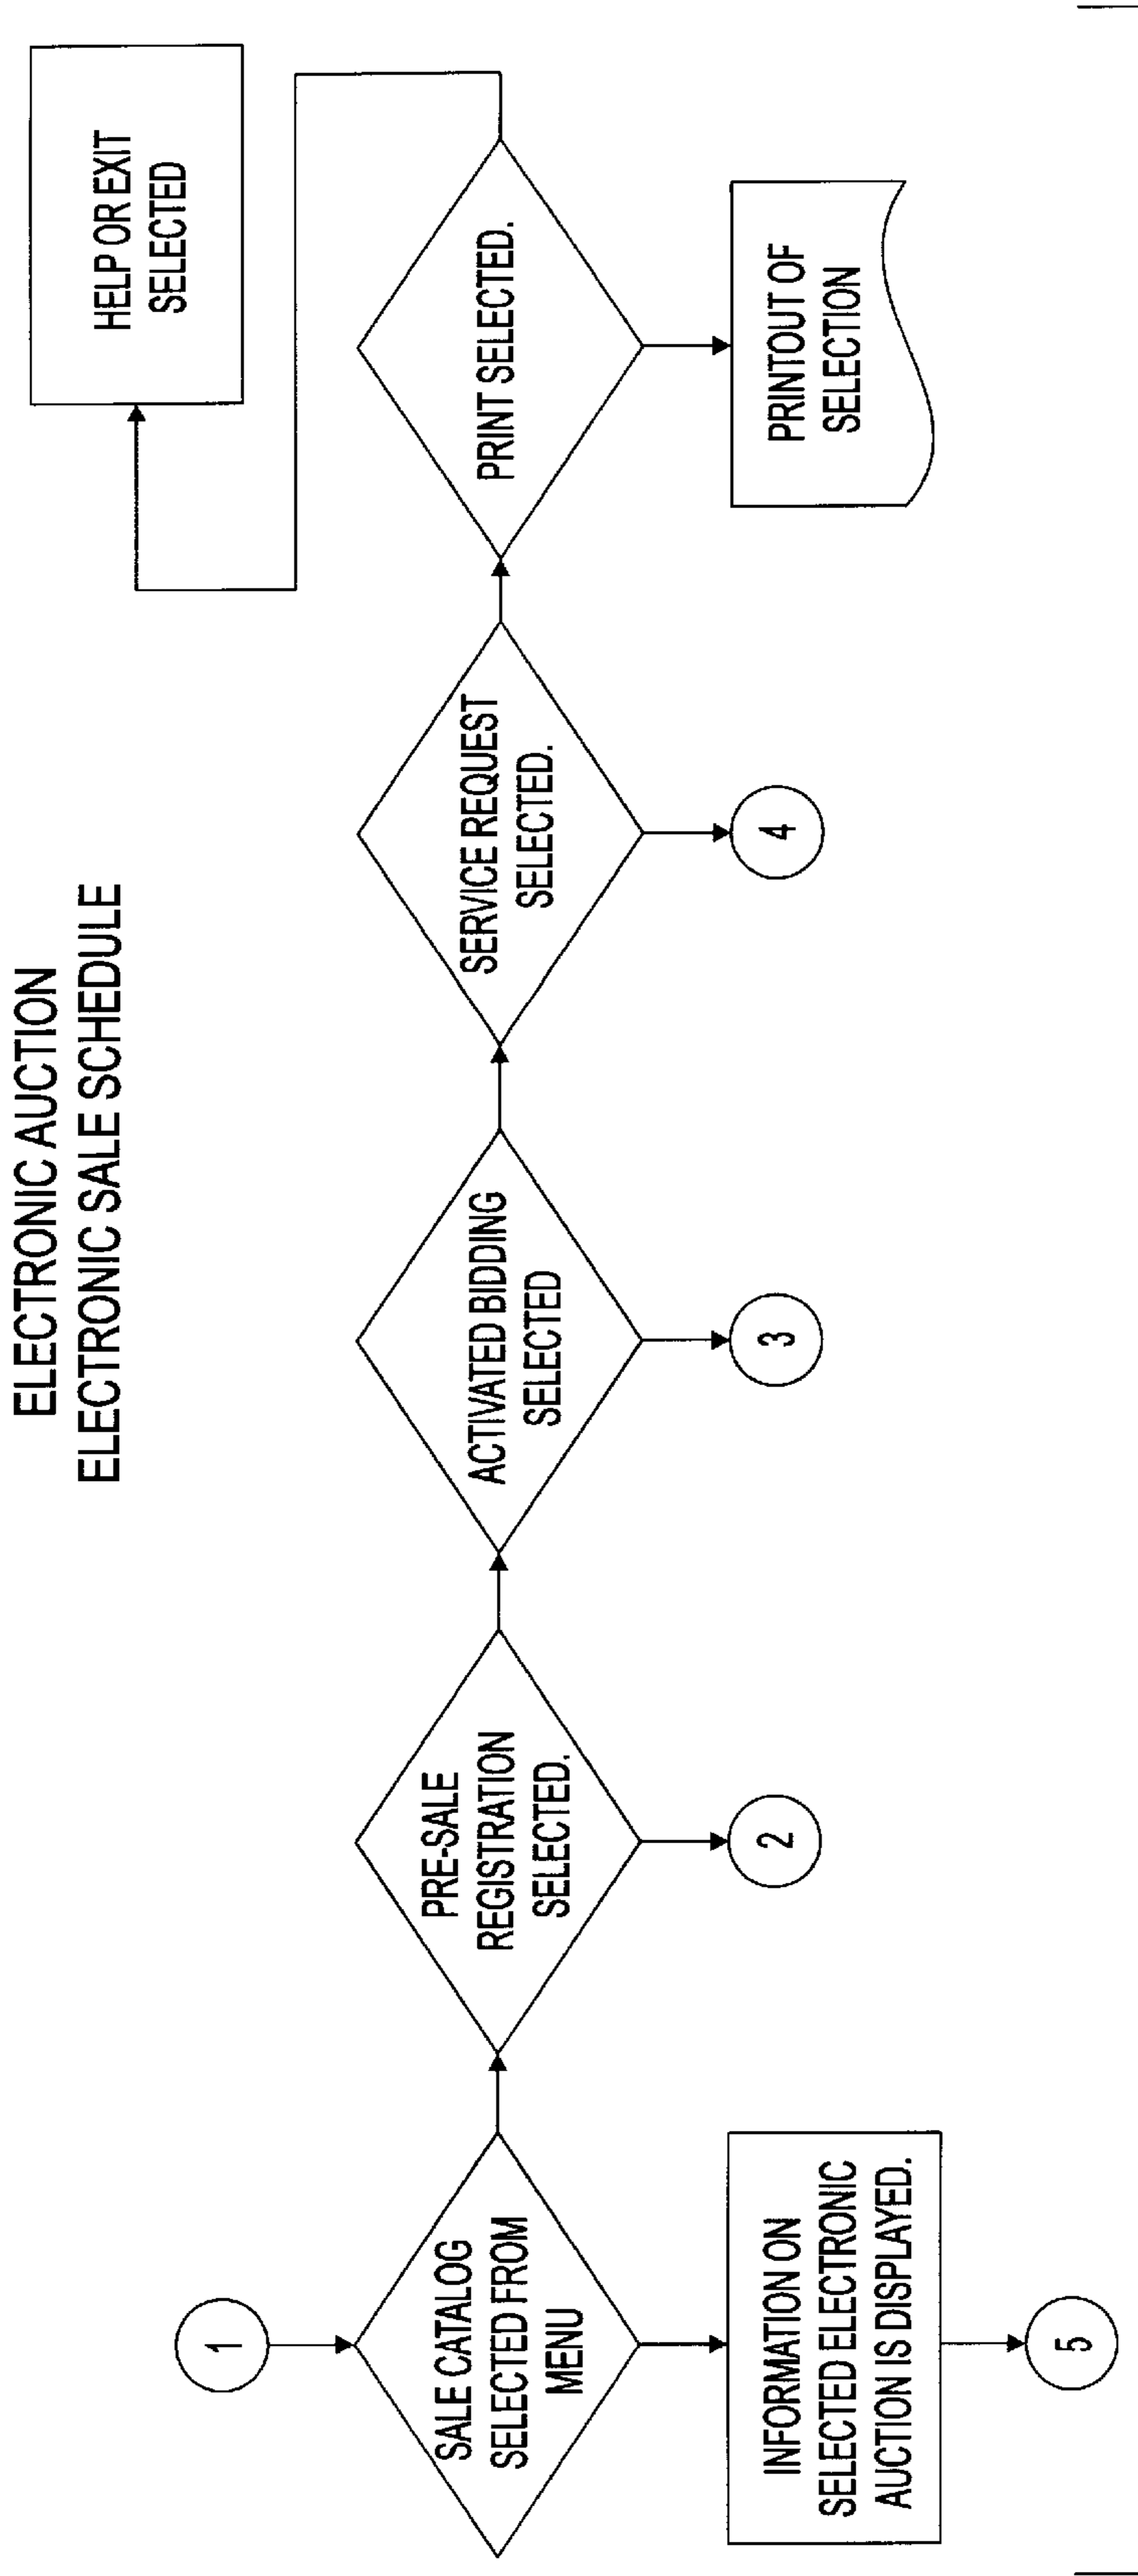 ELECTRONIC AUCTION
ELECTRONIC SALE SCHEDULE
1
SALE CATALOG
SELECTED FROM
MENU
PRE-SALE
REGISTRATION
SELECTED.
ACTIVATED BIDDING
SELECTED
SERVICE REQUEST
SELECTED.
PRINT SELECTED.
HELP OR EXIT
SELECTED
INFORMATION ON
SELECTED ELECTRONIC
AUCTION IS DISPLAYED.
2
3
4
PRINTOUT OF
SELECTION
5